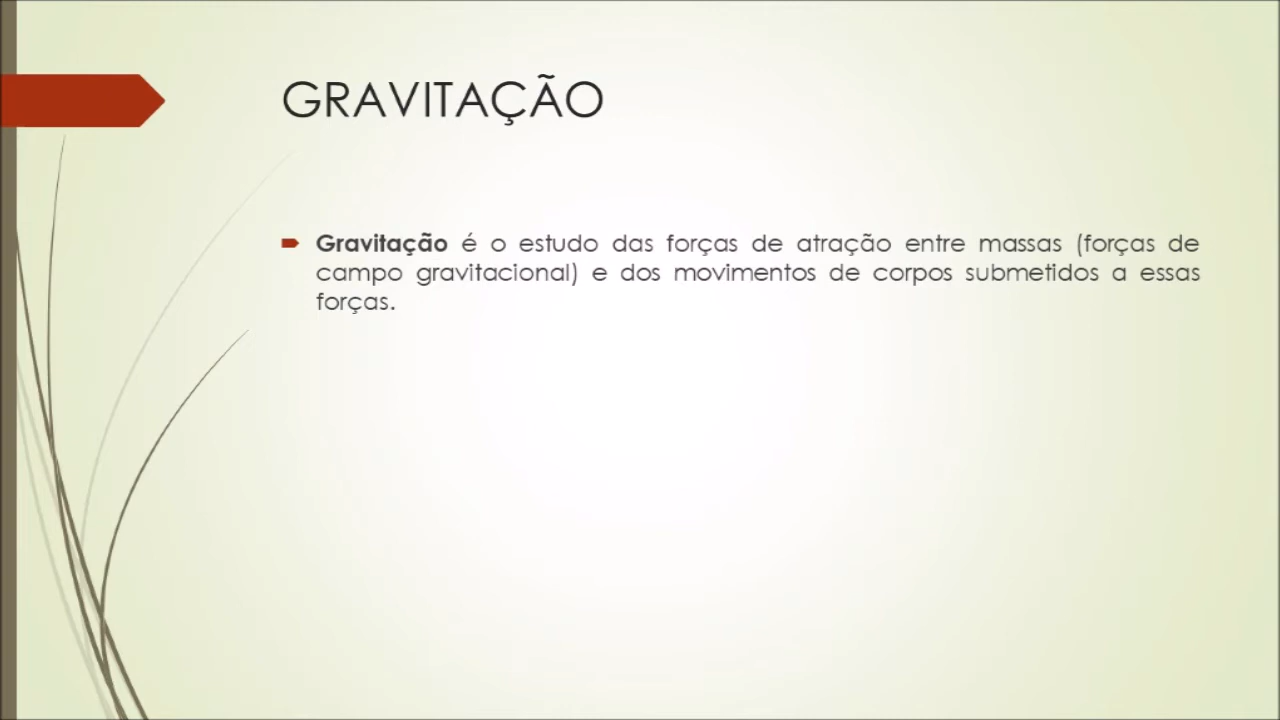 GRAVITAÇÃO
Gravitação é o estudo das forças de atração entre massas (forças de
campo gravitacional) e dos movimentos de corpos submetidos a essas
forças.